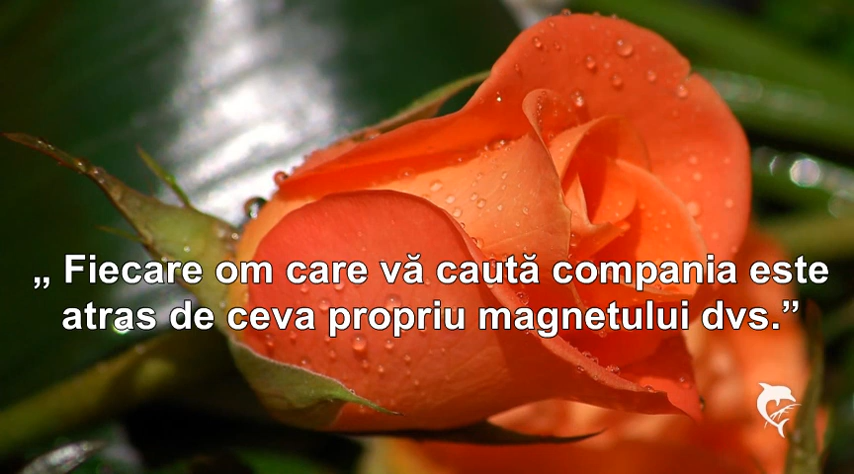 „ Fiecare om care vă caută compania este
atras de ceva propriu magnetului dvs.”